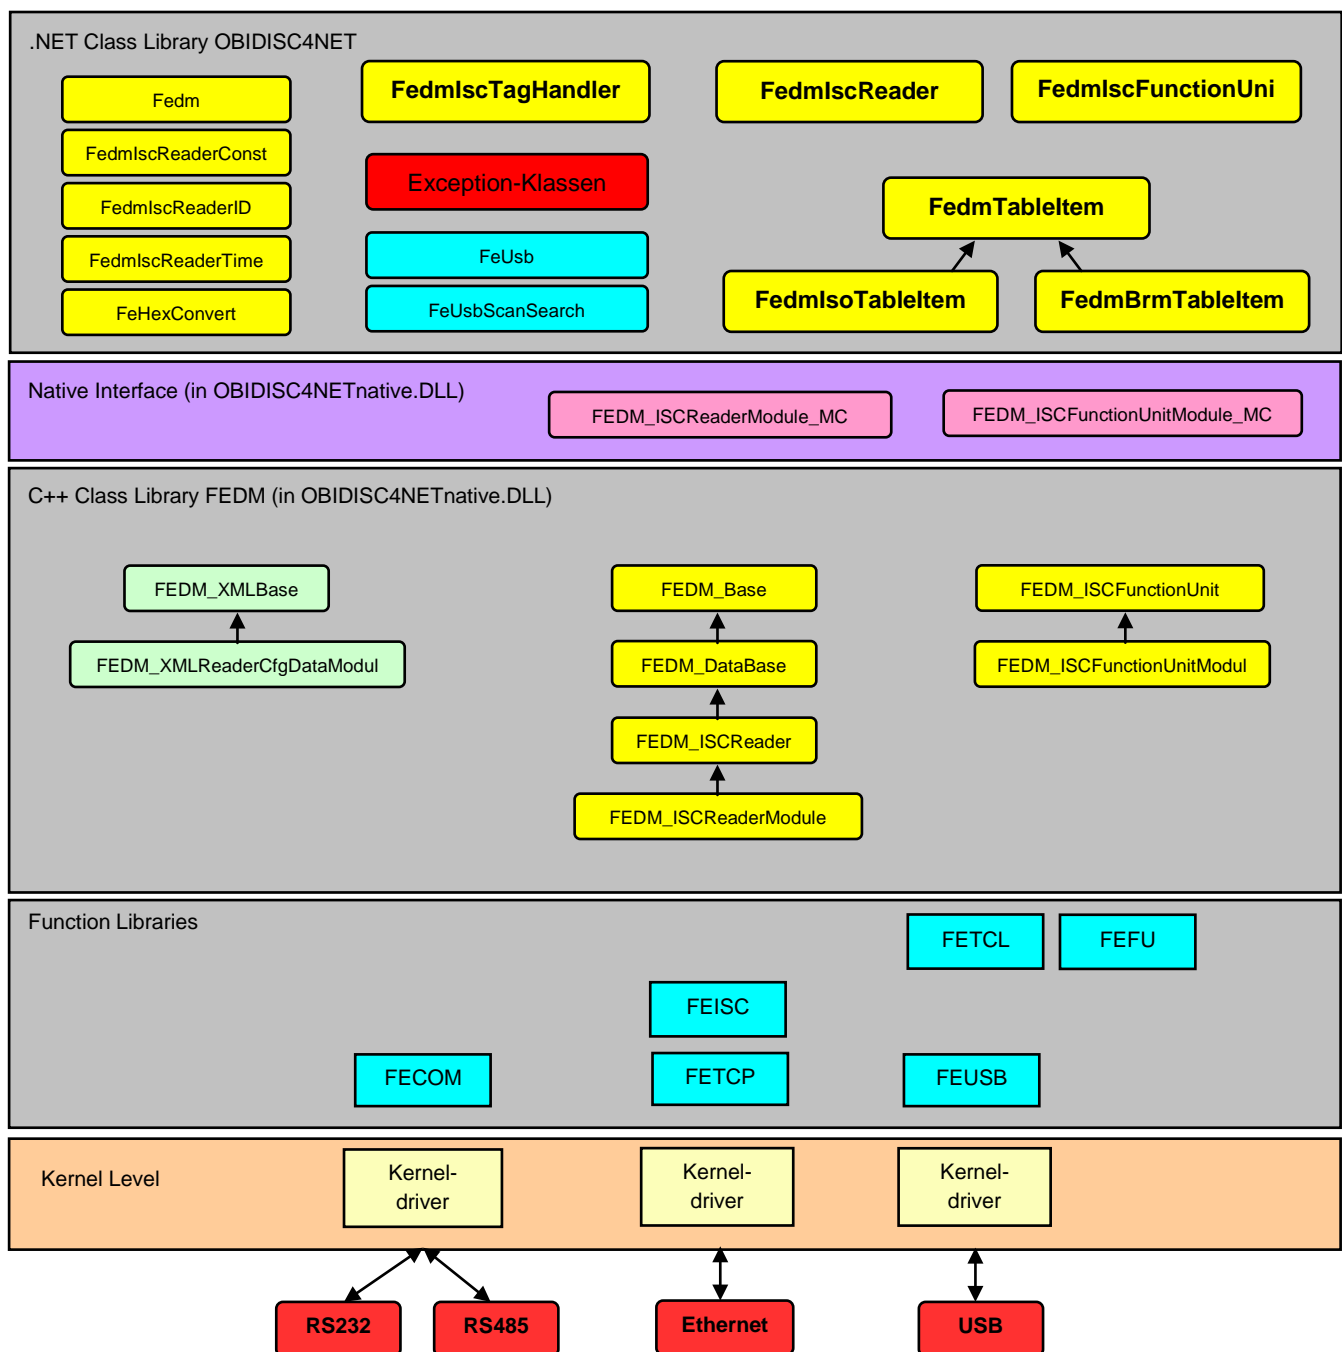 .NET Class Library OBIDISC4NET
Fedm
FedmIscReaderConst
FedmIscReaderID
FedmIscReaderTime
FeHexConvert
FedmIscTagHandler
Exception-Klassen
FeUsb
FeUsbScanSearch
FedmIscReader
FedmIscFunctionUni
FedmTableItem
FedmIsoTableItem
FedmBrmTableItem
Native Interface (in OBIDISC4NETnative.DLL)
FEDM_ISCReaderModule_MC
FEDM_ISCFunctionUnitModule_MC
C++ Class Library FEDM (in OBIDISC4NETnative.DLL)
FEDM_XMLBase
FEDM_XMLReaderCfgDataModul
FEDM_Base
FEDM_DataBase
FEDM_ISCReader
FEDM_ISCReaderModule
FEDM_ISCFunctionUnit
FEDM_ISCFunctionUnitModul
Function Libraries
FETCL
FEFU
FEISC
FECOM
FETCP
FEUSB
Kernel Level
Kernel-
driver
Kernel-
driver
Kernel-
driver
RS232
RS485
Ethernet
USB